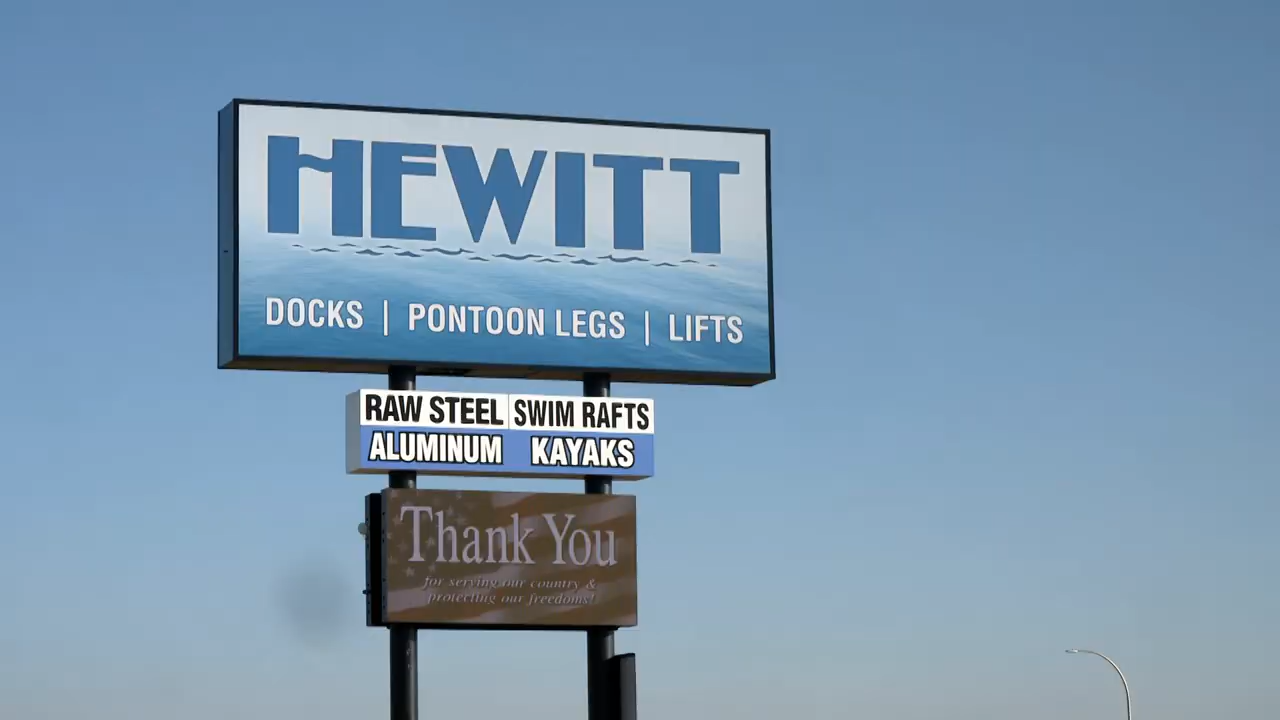 HEWITT
DOCKS | PONTOON LEGS | LIFTS
RAW STEEL SWIM RAFTS
ALUMINUM KAYAKS
Thank You
for serving our country &
protecting our freedoms!